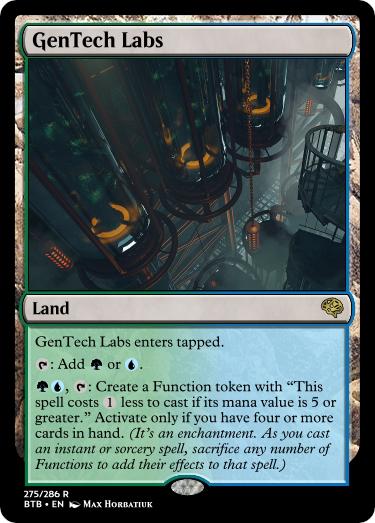 GenTech Labs
Land
GenTech Labs enters tapped.
: Add or .
, : Create a Function token with “This
spell costs 1 less to cast if its mana value is 5 or
greater.” Activate only if you have four or more
cards in hand. (It’s an enchantment. As you cast
an instant or sorcery spell, sacrifice any number
of Functions to add their effects to that spell.)
275/286 R
BTB • EN Max Horbatiuk